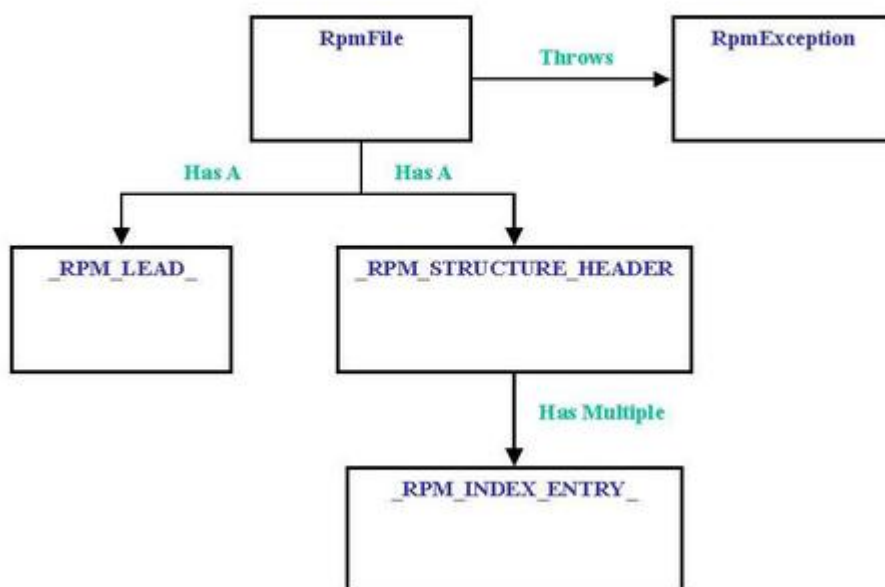 RpmFile
RpmException
Throws
Has A
Has A
_RPM_LEAD_
_RPM_STRUCTURE_HEADER
Has Multiple
_RPM_INDEX_ENTRY_